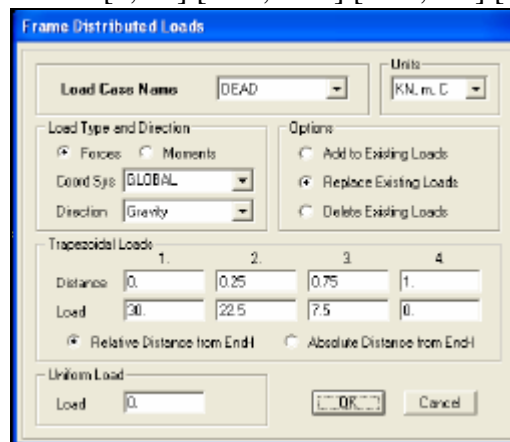 Frame Distributed Loads
Units
Load Case Name DEAD KN, m, C
Load Type and Direction Options
Forces Moments Add to Existing Loads
Coord Sys GLOBAL Replace Existing Loads
Direction Gravity Delete Existing Loads
Trapezoidal Loads
1. 2. 3. 4.
Distance 0. 0.25 0.75 1.
Load 30. 22.5 7.5 0.
Relative Distance from End-I Absolute Distance from End-I
Uniform Load
Load 0. OK Cancel